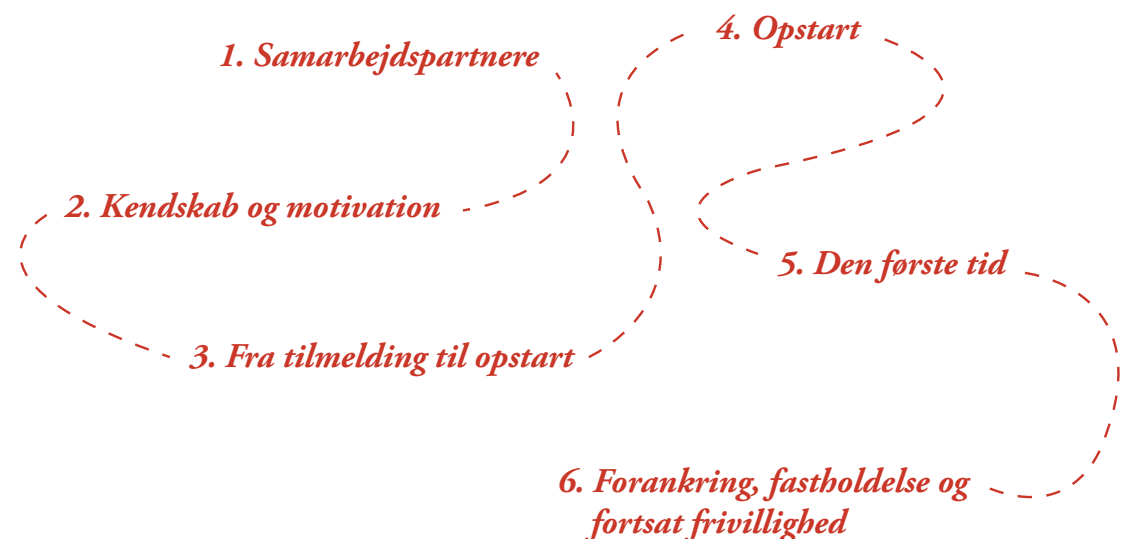 1. Samarbejdspartnere
2. Kendskab og motivation
3. Fra tilmelding til opstart
4. Opstart
5. Den første tid
6. Forankring, fastholdelse og
fortsat frivillighed